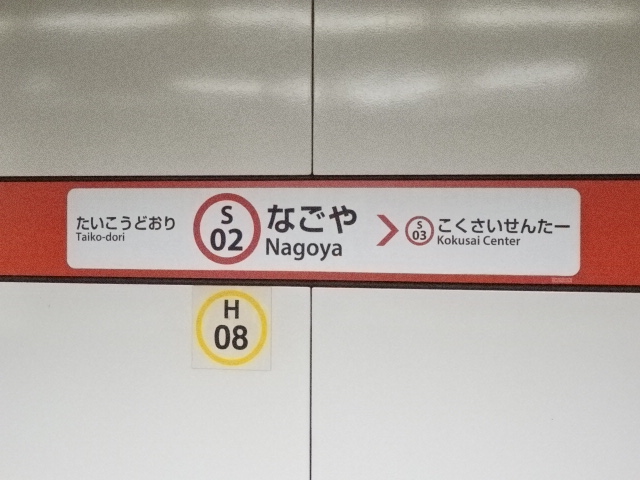 たいこうどおり
Taiko-dori
S
02
なごや
Nagoya
S
03
こくさいせんたー
Kokusai Center
H
08